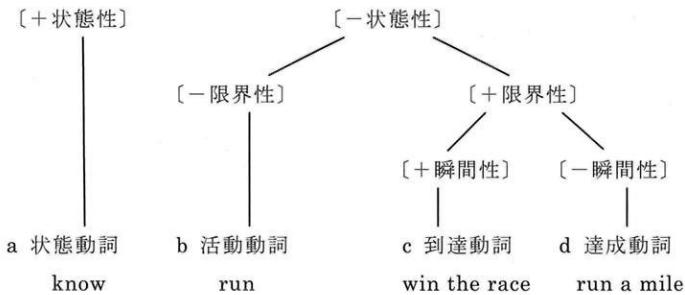 〔＋状態性〕 〔－状態性〕
〔－限界性〕 〔＋限界性〕
〔＋瞬間性〕 〔－瞬間性〕
a 状態動詞 b 活動動詞 c 到達動詞 d 達成動詞
know run win the race run a mile